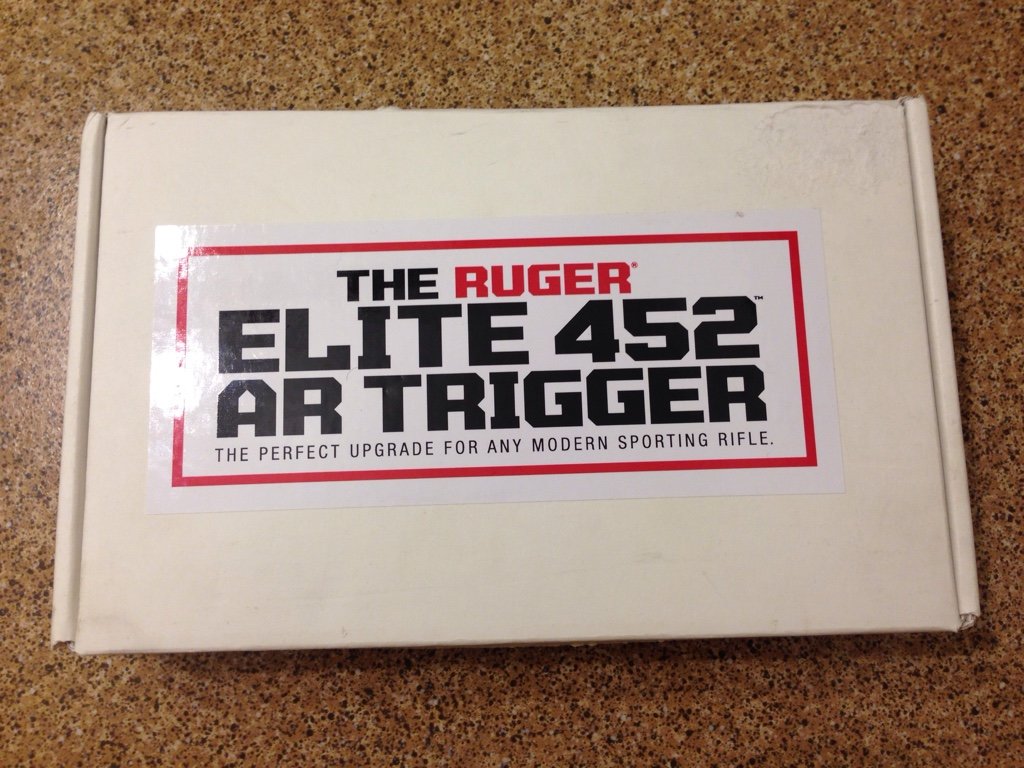 THE RUGER®
ELITE 452™
AR TRIGGER
THE PERFECT UPGRADE FOR ANY MODERN SPORTING RIFLE.